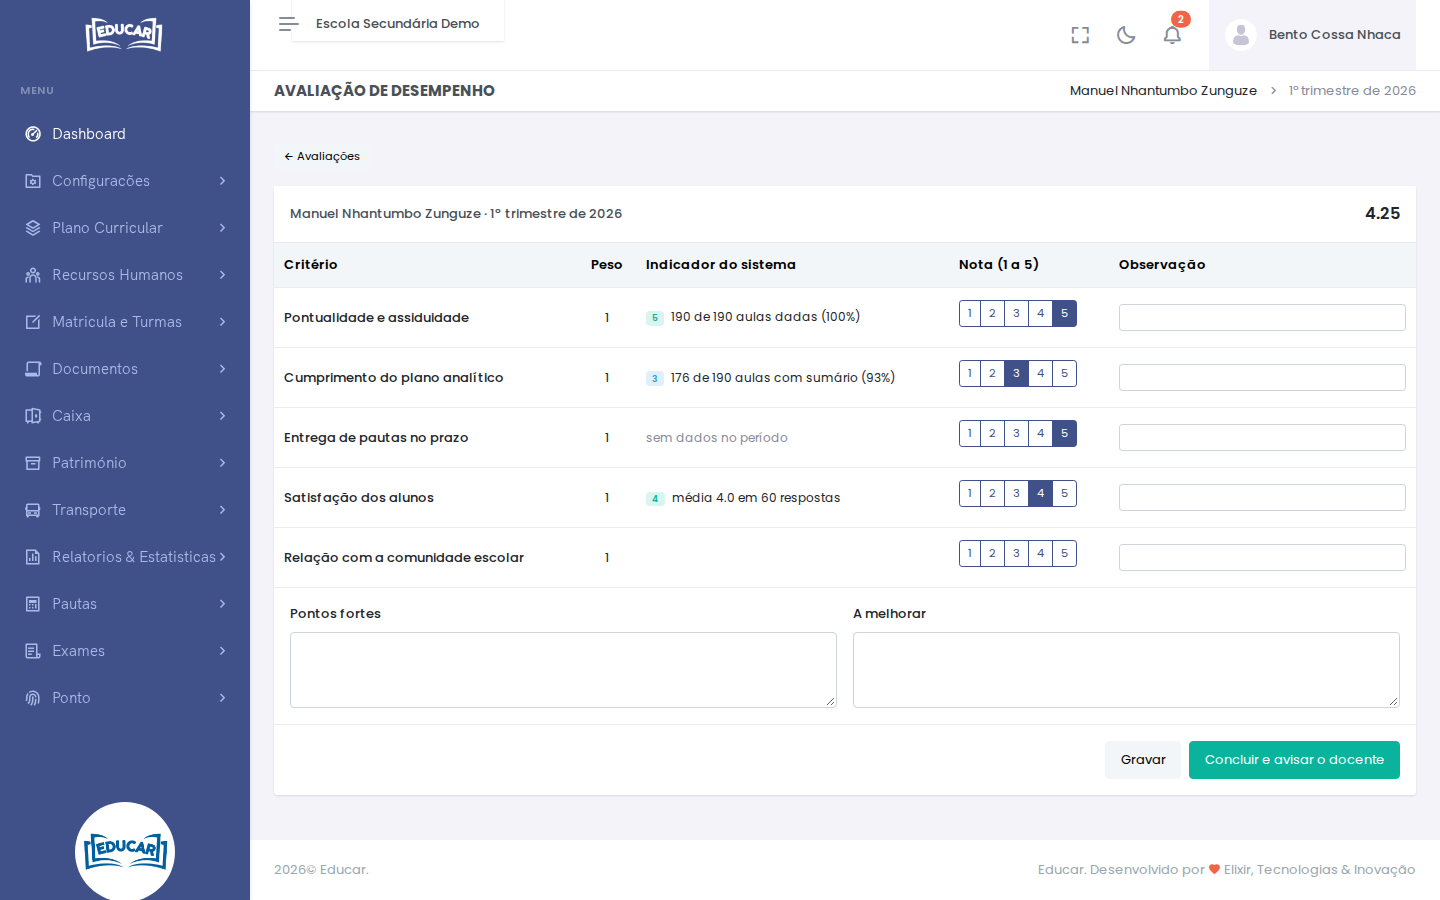 EDUCAR
Escola Secundária Demo
2
Bento Cossa Nhaca
MENU
Dashboard
Configuracões
Plano Curricular
Recursos Humanos
Matricula e Turmas
Documentos
Caixa
Património
Transporte
Relatorios & Estatisticas
Pautas
Exames
Ponto
EDUCAR
AVALIAÇÃO DE DESEMPENHO
Manuel Nhantumbo Zunguze > 1º trimestre de 2026
← Avaliações
Manuel Nhantumbo Zunguze · 1º trimestre de 2026 4.25
Critério Peso Indicador do sistema Nota (1 a 5) Observação
Pontualidade e assiduidade 1 5 190 de 190 aulas dadas (100%) 1 2 3 4 5
Cumprimento do plano analítico 1 3 176 de 190 aulas com sumário (93%) 1 2 3 4 5
Entrega de pautas no prazo 1 sem dados no período 1 2 3 4 5
Satisfação dos alunos 1 4 média 4.0 em 60 respostas 1 2 3 4 5
Relação com a comunidade escolar 1 1 2 3 4 5
Pontos fortes A melhorar
Gravar Concluir e avisar o docente
2026© Educar. Educar. Desenvolvido por ♥ Elixir, Tecnologias & Inovação